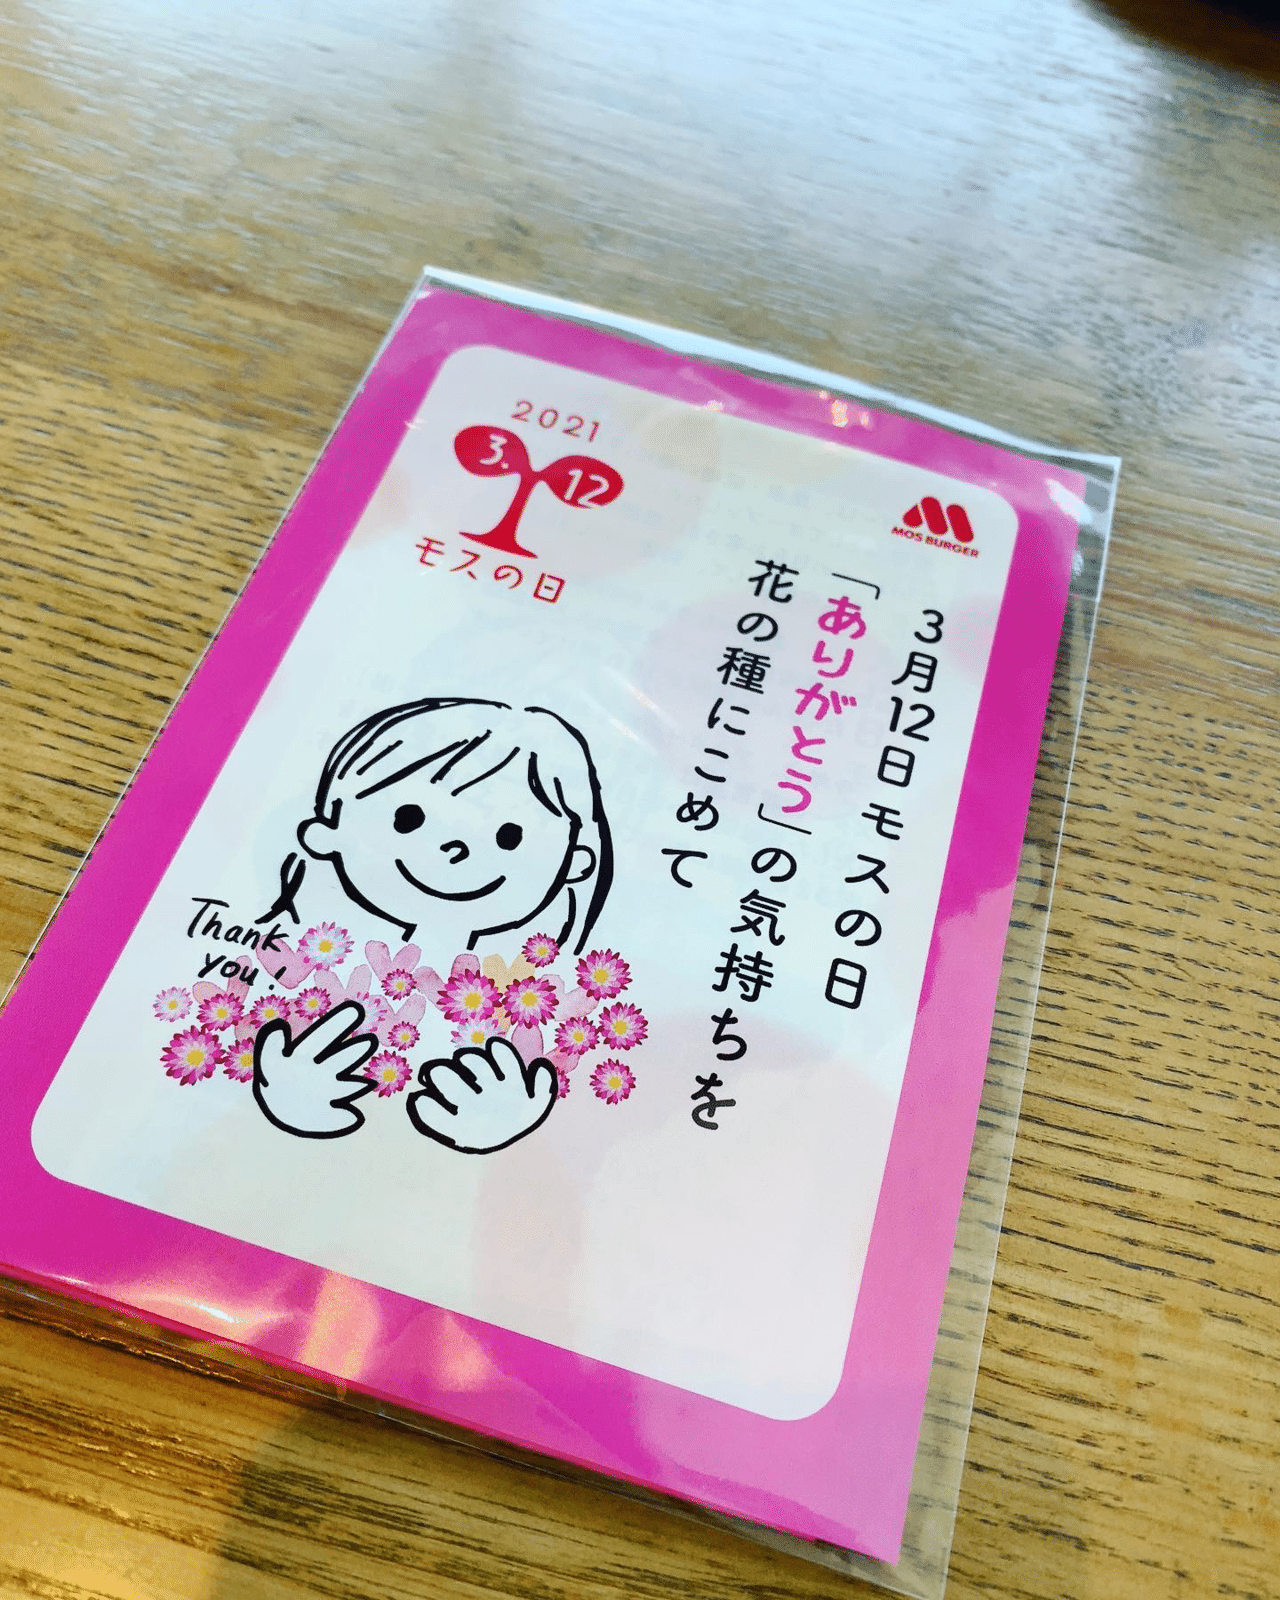 2021
3.12
モスの日
MOS BURGER
3月12日モスの日
「ありがとう」の気持ちを
花の種にこめて
Thank
you!